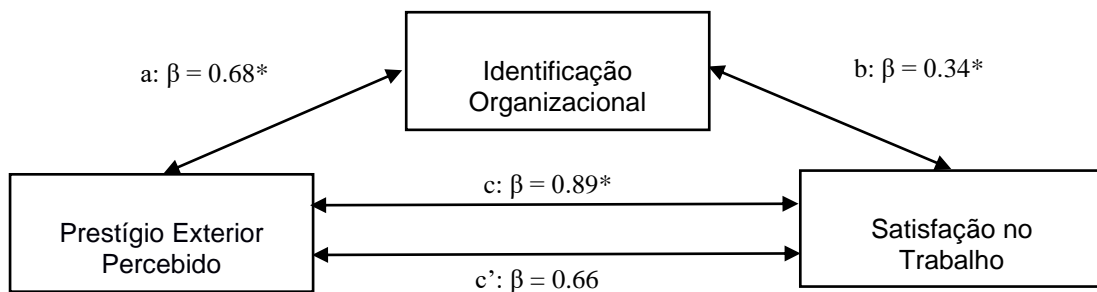 Identificação
Organizacional
a: β = 0.68*
b: β = 0.34*
Prestígio Exterior
Percebido
c: β = 0.89*
c’: β = 0.66
Satisfação no
Trabalho